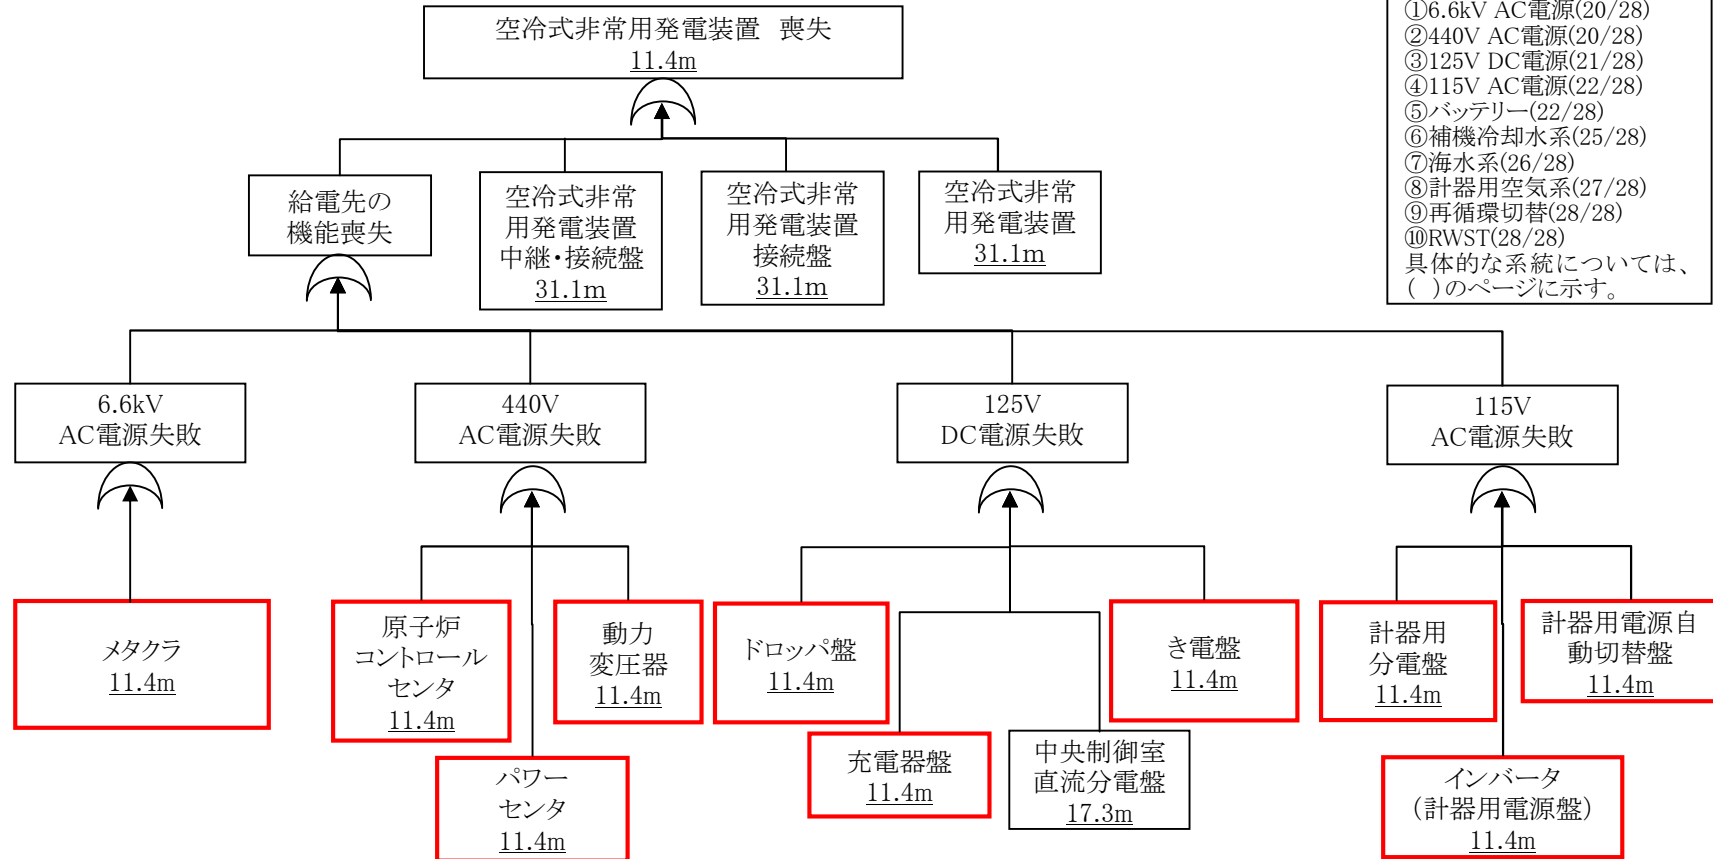 空冷式非常用発電装置 喪失
11.4m
①6.6kV AC電源(20/28)
②440V AC電源(20/28)
③125V DC電源(21/28)
④115V AC電源(22/28)
⑤バッテリー(22/28)
⑥補機冷却水系(25/28)
⑦海水系(26/28)
⑧計器用空気系(27/28)
⑨再循環切替(28/28)
⑩RWST(28/28)
具体的な系統については、
( )のページに示す。
給電先の
機能喪失
空冷式非常
用発電装置
中継・接続盤
31.1m
空冷式非常
用発電装置
接続盤
31.1m
空冷式非常
用発電装置
31.1m
6.6kV
AC電源失敗
440V
AC電源失敗
125V
DC電源失敗
115V
AC電源失敗
メタクラ
11.4m
原子炉
コントロール
センタ
11.4m
パワー
センタ
11.4m
動力
変圧器
11.4m
ドロッパ盤
11.4m
充電器盤
11.4m
中央制御室
直流分電盤
17.3m
き電盤
11.4m
計器用
分電盤
11.4m
インバータ
(計器用電源盤)
11.4m
計器用電源自
動切替盤
11.4m